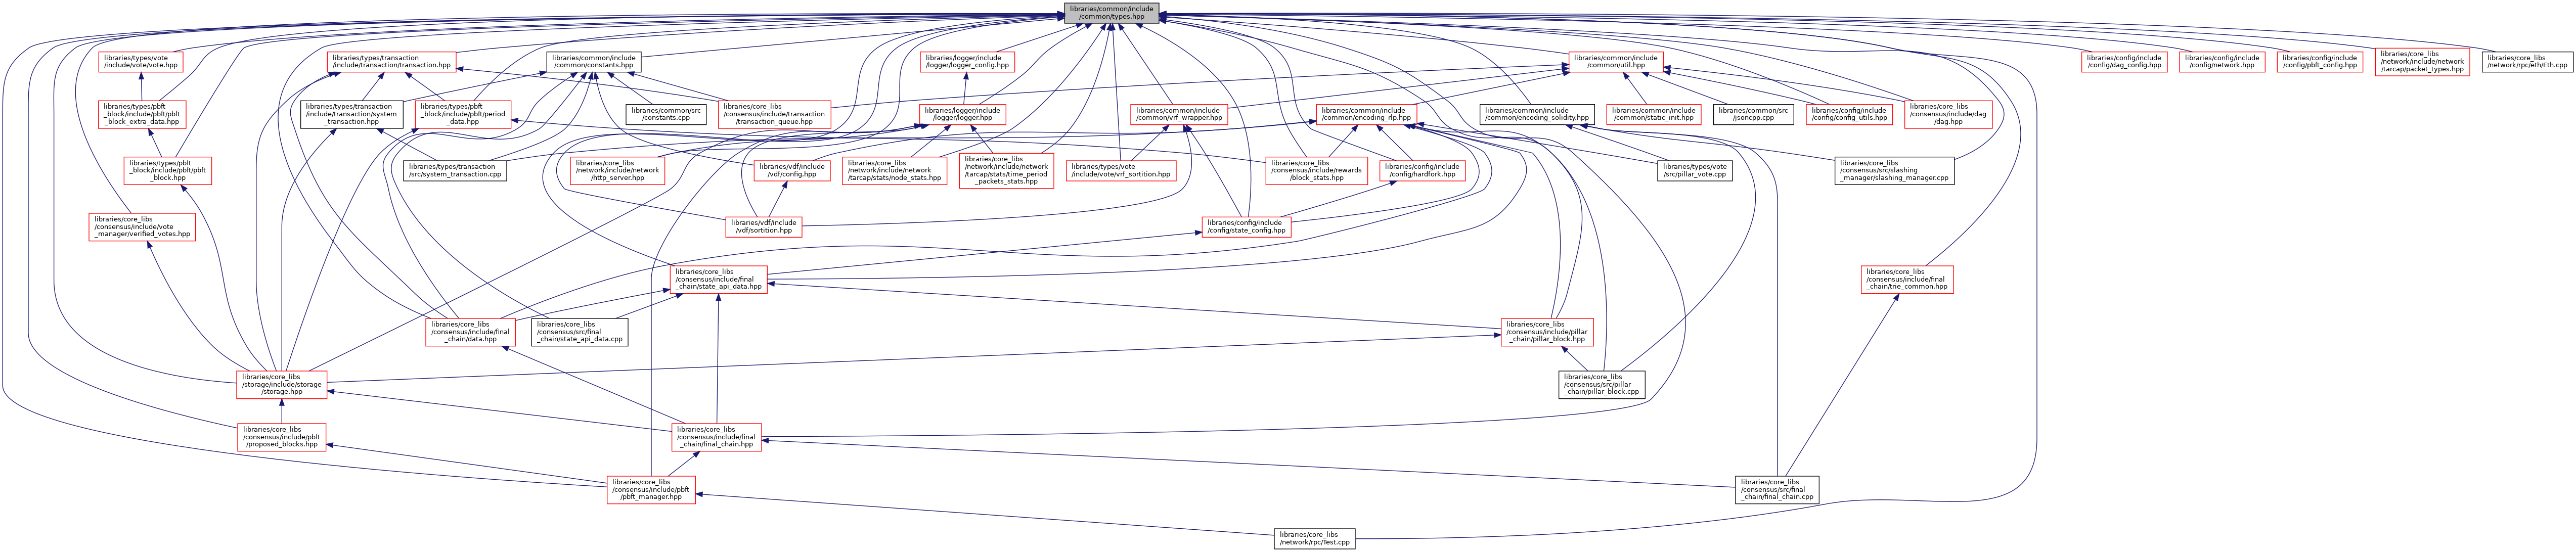 libraries/common/include
/common/types.hpp
libraries/types/vote
/include/vote/vote.hpp
libraries/types/transaction
/include/transaction/transaction.hpp
libraries/common/include
/common/constants.hpp
libraries/logger/include
/logger/logger_config.hpp
libraries/common/include
/common/util.hpp
libraries/config/include
/config/dag_config.hpp
libraries/config/include
/config/network.hpp
libraries/config/include
/config/pbft_config.hpp
libraries/core_libs
/network/include/network
/tarcap/packet_types.hpp
libraries/core_libs
/network/rpc/eth/Eth.cpp
libraries/types/pbft
_block/include/pbft/pbft
_block_extra_data.hpp
libraries/types/transaction
/include/transaction/system
_transaction.hpp
libraries/types/pbft
_block/include/pbft/period
_data.hpp
libraries/common/src
/constants.cpp
libraries/core_libs
/consensus/include/transaction
/transaction_queue.hpp
libraries/logger/include
/logger/logger.hpp
libraries/common/include
/common/vrf_wrapper.hpp
libraries/common/include
/common/encoding_rlp.hpp
libraries/common/include
/common/encoding_solidity.hpp
libraries/common/include
/common/static_init.hpp
libraries/common/src
/jsoncpp.cpp
libraries/config/include
/config/config_utils.hpp
libraries/core_libs
/consensus/include/dag
/dag.hpp
libraries/types/pbft
_block/include/pbft/pbft
_block.hpp
libraries/types/transaction
/src/system_transaction.cpp
libraries/core_libs
/network/include/network
/http_server.hpp
libraries/vdf/include
/vdf/config.hpp
libraries/core_libs
/network/include/network
/tarcap/stats/node_stats.hpp
libraries/core_libs
/network/include/network
/tarcap/stats/time_period
_packets_stats.hpp
libraries/types/vote
/include/vote/vrf_sortition.hpp
libraries/core_libs
/consensus/include/rewards
/block_stats.hpp
libraries/config/include
/config/hardfork.hpp
libraries/types/vote
/src/pillar_vote.cpp
libraries/core_libs
/consensus/src/slashing
_manager/slashing_manager.cpp
libraries/core_libs
/consensus/include/vote
_manager/verified_votes.hpp
libraries/vdf/include
/vdf/sortition.hpp
libraries/config/include
/config/state_config.hpp
libraries/core_libs
/consensus/include/final
_chain/state_api_data.hpp
libraries/core_libs
/consensus/include/final
_chain/trie_common.hpp
libraries/core_libs
/consensus/include/final
_chain/data.hpp
libraries/core_libs
/consensus/src/final
_chain/state_api_data.cpp
libraries/core_libs
/consensus/include/pillar
_chain/pillar_block.hpp
libraries/core_libs
/storage/include/storage
/storage.hpp
libraries/core_libs
/consensus/src/pillar
_chain/pillar_block.cpp
libraries/core_libs
/consensus/include/pbft
/proposed_blocks.hpp
libraries/core_libs
/consensus/include/final
_chain/final_chain.hpp
libraries/core_libs
/consensus/include/pbft
/pbft_manager.hpp
libraries/core_libs
/consensus/src/final
_chain/final_chain.cpp
libraries/core_libs
/network/rpc/Test.cpp